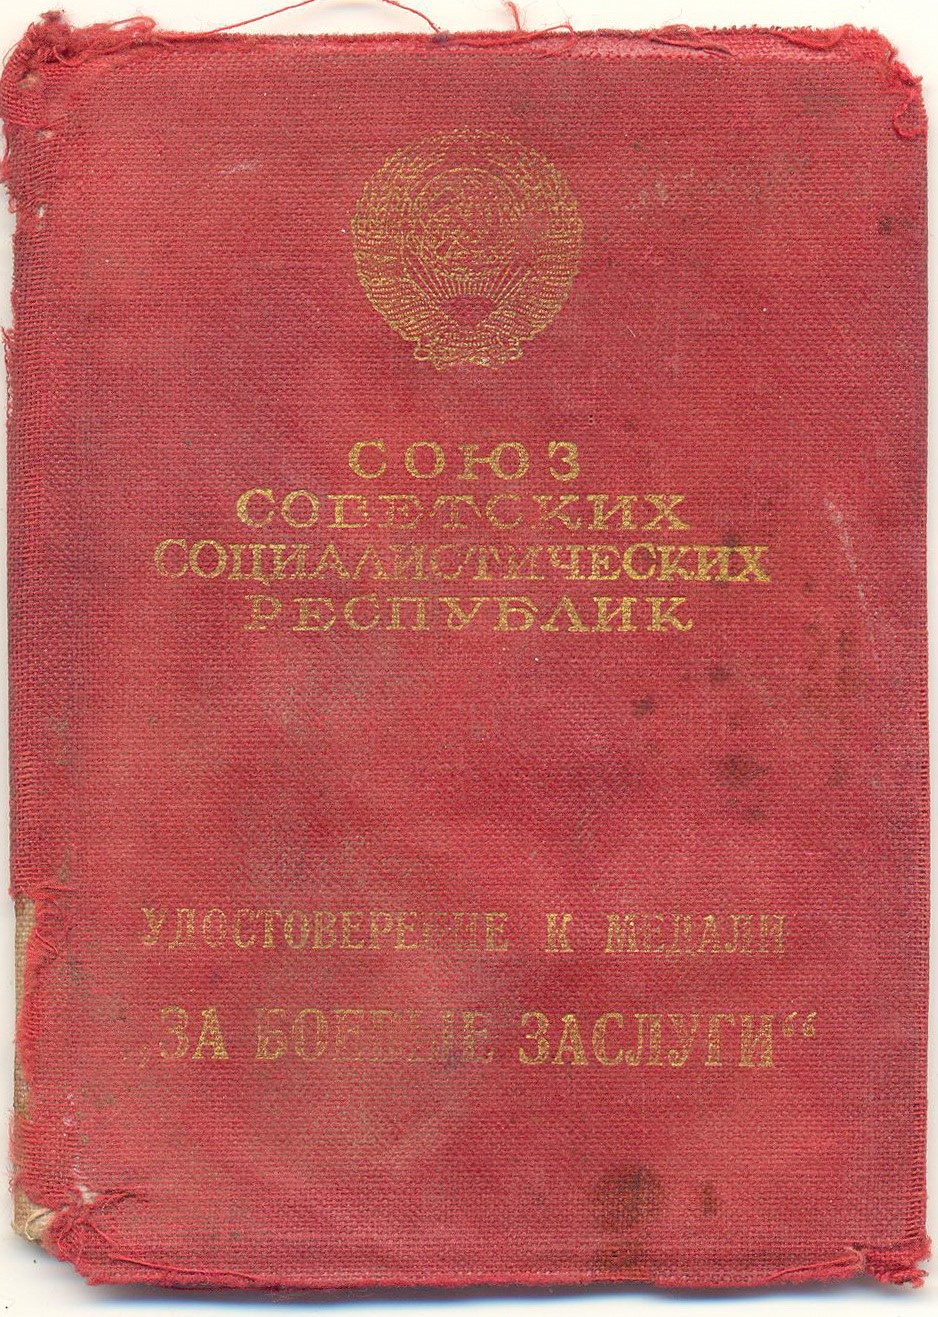 СОЮЗ
СОВЕТСКИХ
СОЦИАЛИСТИЧЕСКИХ
РЕСПУБЛИК
УДОСТОВЕРЕНИЕ К МЕДАЛИ
„ЗА БОЕВЫЕ ЗАСЛУГИ“